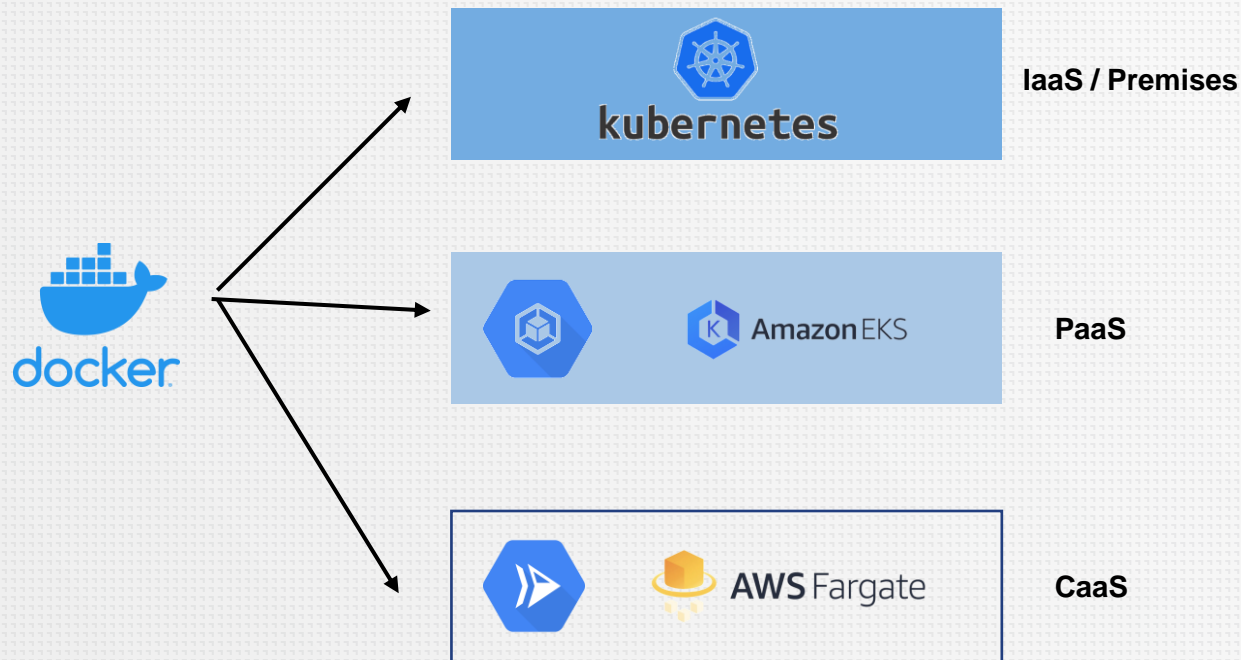 kubernetes
IaaS / Premises
docker
Amazon EKS
PaaS
AWS Fargate
CaaS